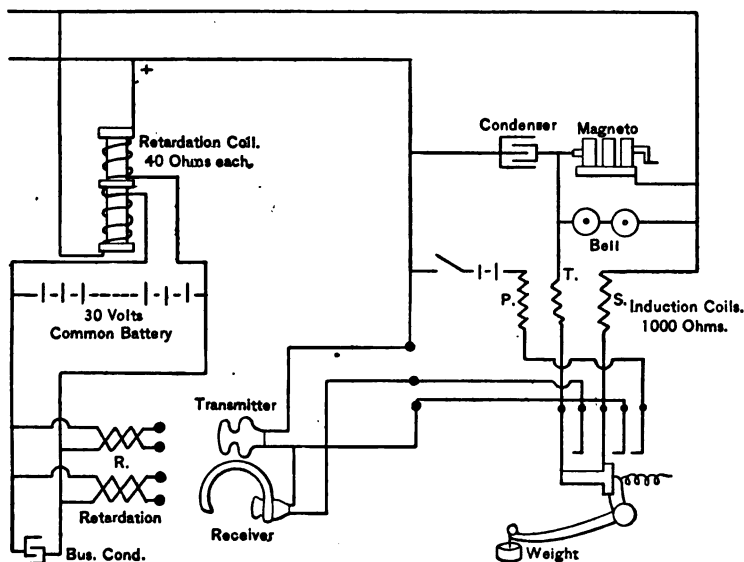 +
Retardation Coil.
40 Ohms each.
Condenser
Magneto
Bell
T.
P.
S.
Induction Coils.
1000 Ohms.
30 Volts
Common Battery
Transmitter
R.
Retardation
Receiver
Bus. Cond.
Weight